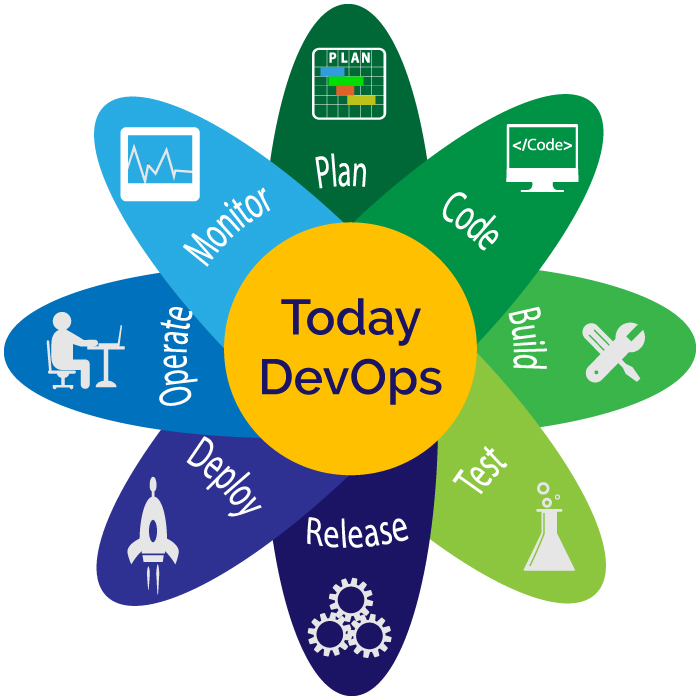 PLAN
Plan
</Code>
Code
Build
Test
Release
Deploy
Operate
Monitor
Today
DevOps